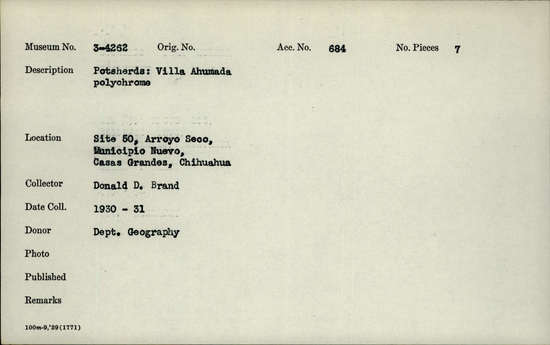 Museum No. 3-4262 Orig. No. Acc. No. 684 No. Pieces 7
Description Potsherds: Villa Ahumada
polychrome
Location Site 50, Arroyo Seco,
Municipio Nuevo,
Casas Grandes, Chihuahua
Collector Donald D. Brand
Date Coll. 1930 - 31
Donor Dept. Geography
Photo
Published
Remarks
100m-9,'29(1771)